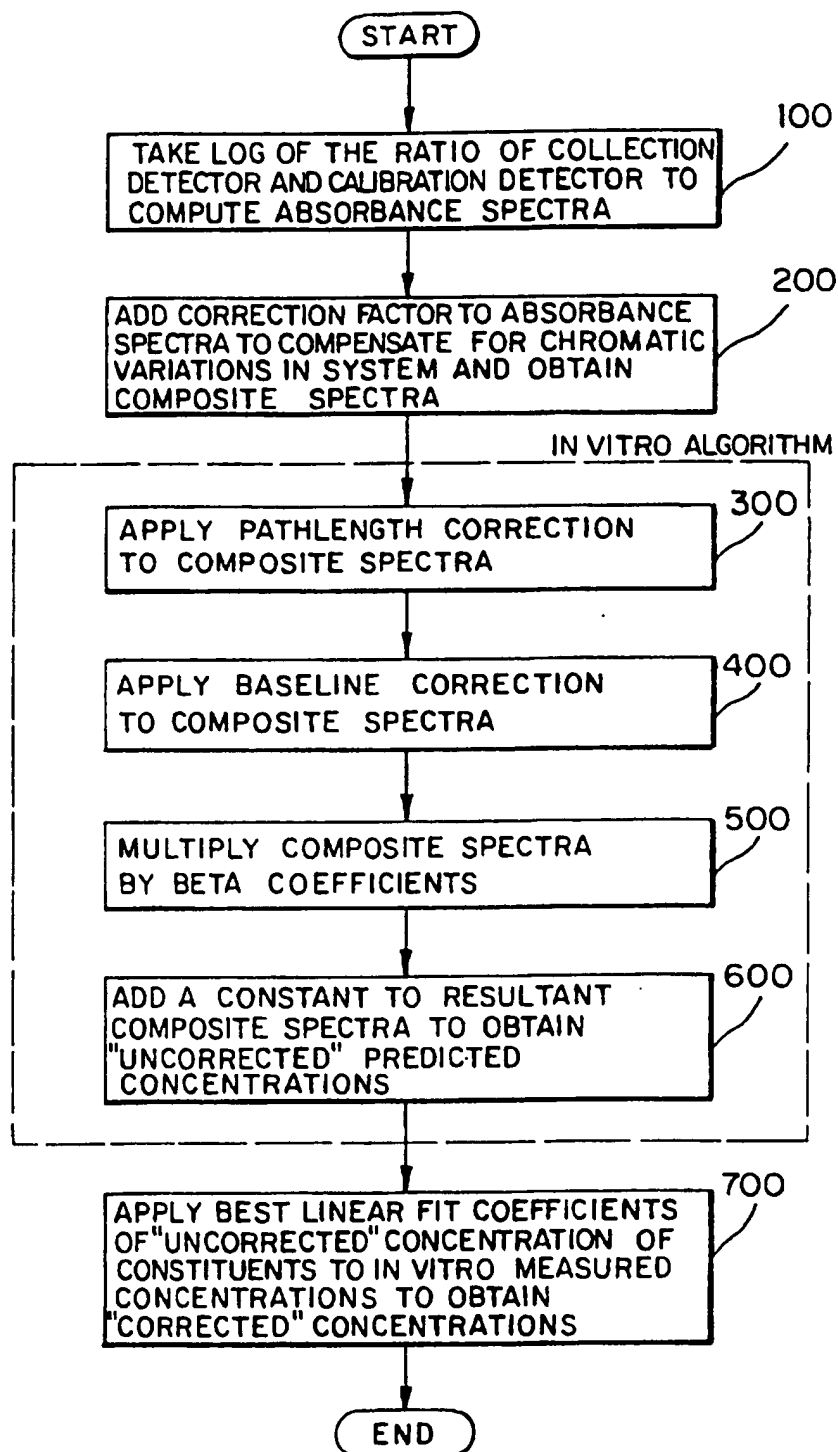 START
100
TAKE LOG OF THE RATIO OF COLLECTION
DETECTOR AND CALIBRATION DETECTOR TO
COMPUTE ABSORBANCE SPECTRA
200
ADD CORRECTION FACTOR TO ABSORBANCE
SPECTRA TO COMPENSATE FOR CHROMATIC
VARIATIONS IN SYSTEM AND OBTAIN
COMPOSITE SPECTRA
IN VITRO ALGORITHM
300
APPLY PATHLENGTH CORRECTION
TO COMPOSITE SPECTRA
400
APPLY BASELINE CORRECTION
TO COMPOSITE SPECTRA
500
MULTIPLY COMPOSITE SPECTRA
BY BETA COEFFICIENTS
600
ADD A CONSTANT TO RESULTANT
COMPOSITE SPECTRA TO OBTAIN
"UNCORRECTED" PREDICTED
CONCENTRATIONS
700
APPLY BEST LINEAR FIT COEFFICIENTS
OF "UNCORRECTED" CONCENTRATION OF
CONSTITUENTS TO IN VITRO MEASURED
CONCENTRATIONS TO OBTAIN
"CORRECTED" CONCENTRATIONS
END